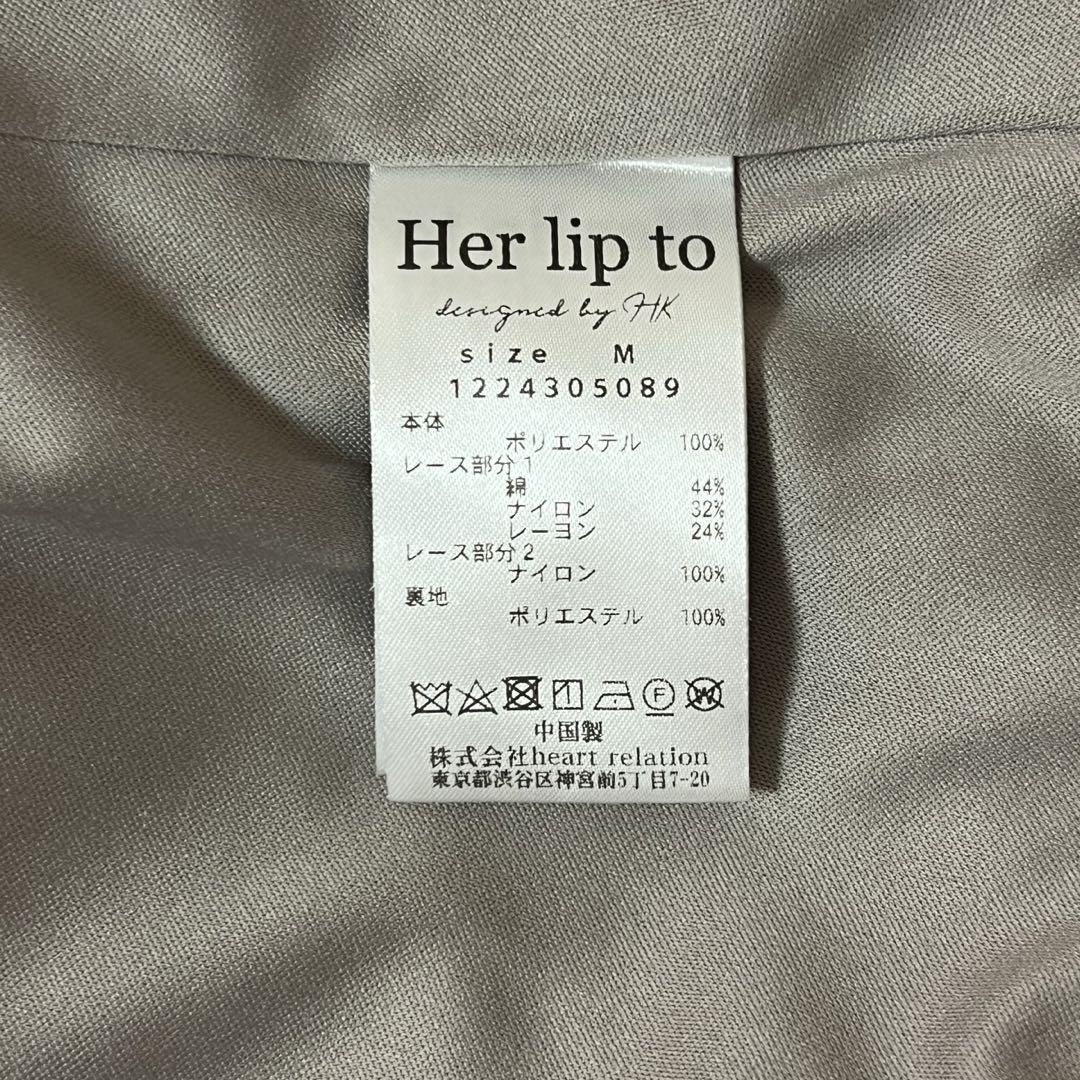 Her lip to
designed by HK
size M
1224305089
本体
ポリエステル 100%
レース部分1
綿 44%
ナイロン 32%
レーヨン 24%
レース部分2
ナイロン 100%
裏地
ポリエステル 100%
F W
中国製
株式会社heart relation
東京都渋谷区神宮前5丁目7-20